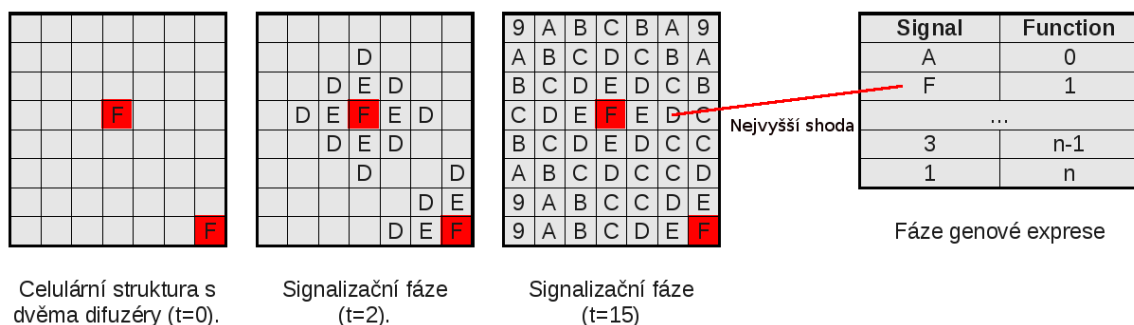 F
F
Celulární struktura s
dvěma difuzéry (t=0).
D
D E D
D E F E D
D E D
D D
D E
D E F
Signalizační fáze
(t=2).
9 A B C B A 9
A B C D C B A
B C D E D C B
C D E F E D C
B C D E D C C
A B C D C C D
9 A B C C D E
9 A B C D E F
Signalizační fáze
(t=15)
Nejvyšší shoda
Signal Function
A 0
F 1
...
3 n-1
1 n
Fáze genové exprese